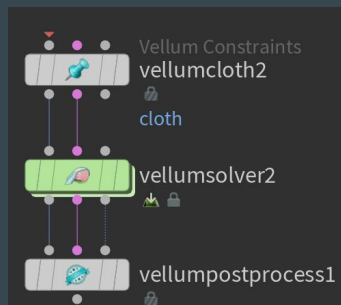 Vellum Constraints
vellumcloth2
cloth
vellumsolver2
vellumpostprocess1